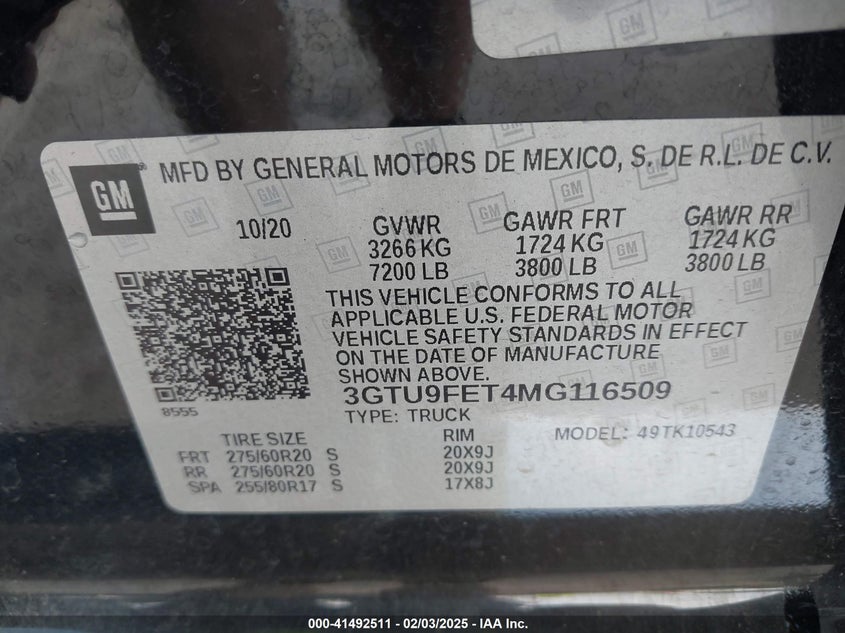 GM
MFD BY GENERAL MOTORS DE MEXICO, S. DE R.L. DE C.V.
10/20 GVWR GAWR FRT GAWR RR
3266 KG 1724 KG 1724 KG
7200 LB 3800 LB 3800 LB
THIS VEHICLE CONFORMS TO ALL
APPLICABLE U.S. FEDERAL MOTOR
VEHICLE SAFETY STANDARDS IN EFFECT
ON THE DATE OF MANUFACTURE
SHOWN ABOVE.
8555
3GTU9FET4MG116509
TYPE: TRUCK
MODEL: 49TK10543
TIRE SIZE RIM
FRT 275/60R20 S 20X9J
RR 275/60R20 S 20X9J
SPA 255/80R17 S 17X8J
000-41492511 - 02/03/2025 - IAA Inc.